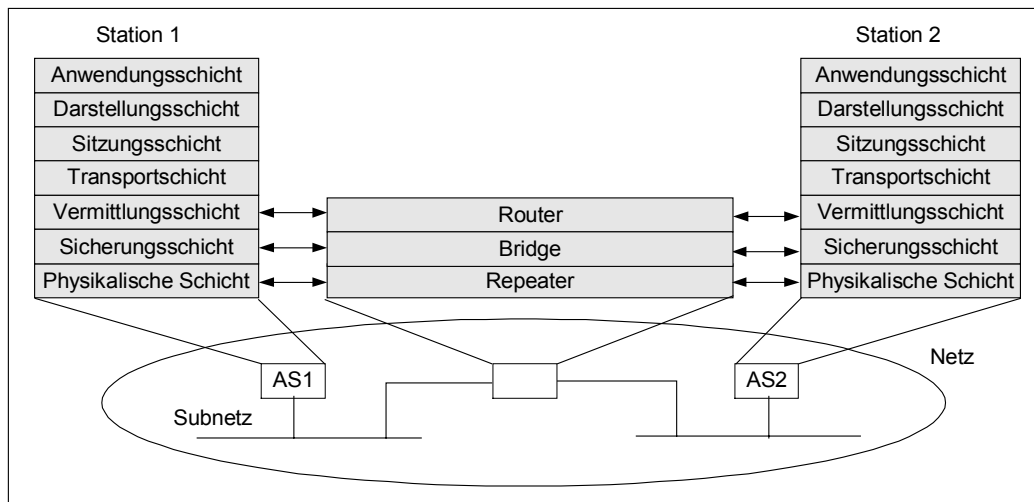 Station 1
Anwendungsschicht
Darstellungsschicht
Sitzungsschicht
Transportschicht
Vermittlungsschicht
Sicherungsschicht
Physikalische Schicht
Router
Bridge
Repeater
Station 2
Anwendungsschicht
Darstellungsschicht
Sitzungsschicht
Transportschicht
Vermittlungsschicht
Sicherungsschicht
Physikalische Schicht
Netz
AS1
AS2
Subnetz